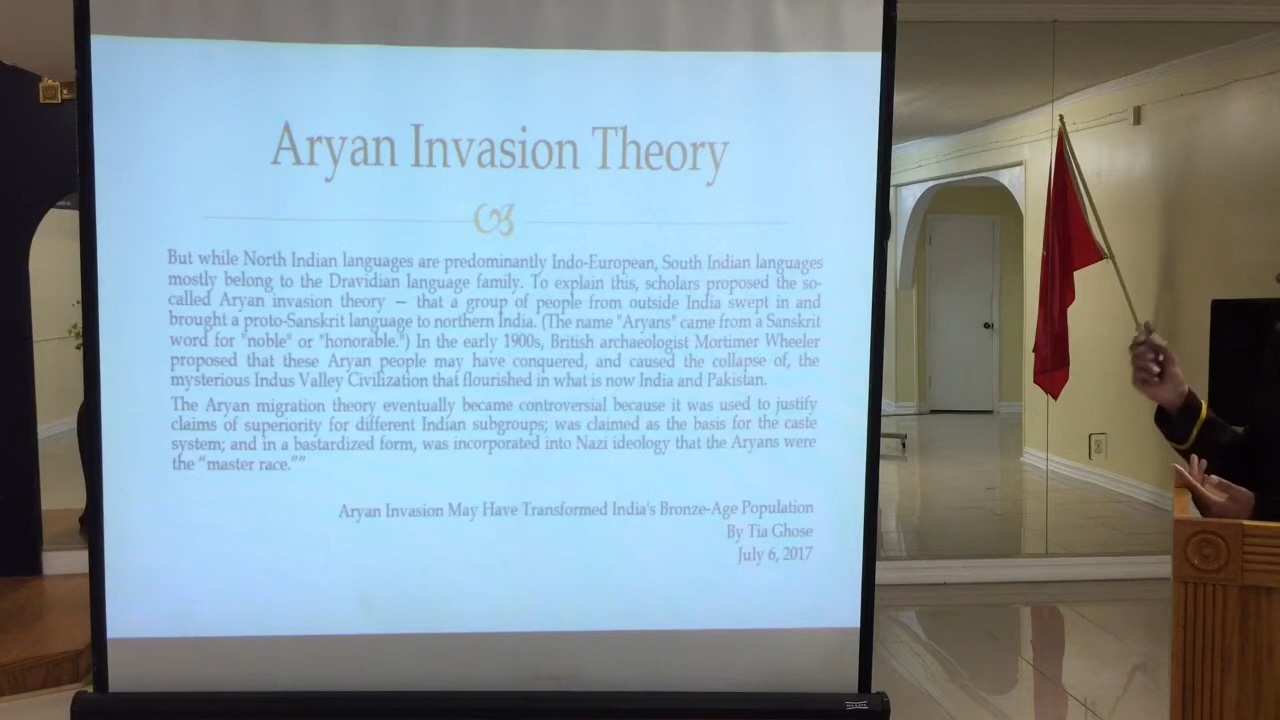 Aryan Invasion Theory
But while North Indian languages are predominantly Indo-European, South Indian languages
mostly belong to the Dravidian language family. To explain this, scholars proposed the so-
called Aryan invasion theory — that a group of people from outside India swept in and
brought a proto-Sanskrit language to northern India. (The name "Aryans" came from a Sanskrit
word for "noble" or "honorable.") In the early 1900s, British archaeologist Mortimer Wheeler
proposed that these Aryan people may have conquered, and caused the collapse of, the
mysterious Indus Valley Civilization that flourished in what is now India and Pakistan.
The Aryan migration theory eventually became controversial because it was used to justify
claims of superiority for different Indian subgroups; was claimed as the basis for the caste
system; and in a bastardized form, was incorporated into Nazi ideology that the Aryans were
the “master race.””
Aryan Invasion May Have Transformed India's Bronze-Age Population
By Tia Ghose
July 6, 2017